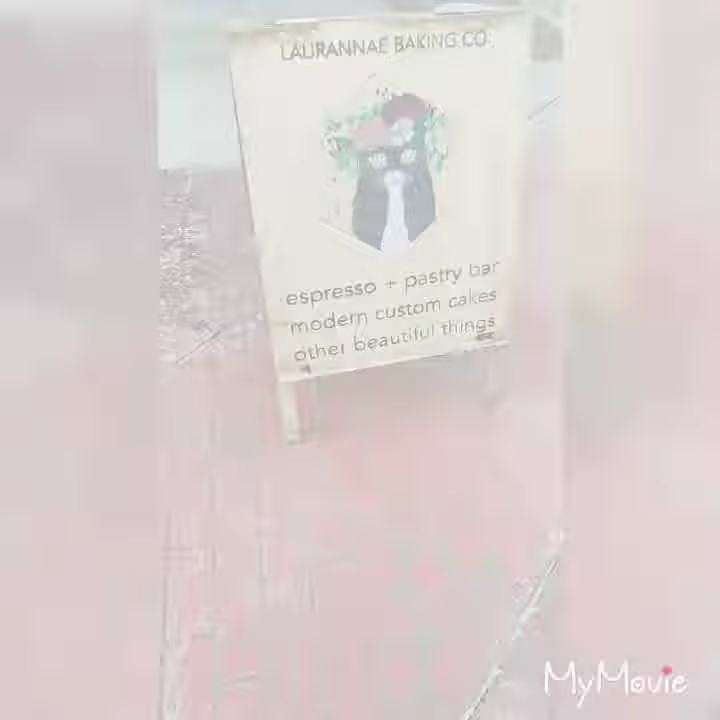 LAURANNAE BAKING CO.
espresso + pastry bar
modern custom cakes
other beautiful things
MyMovie